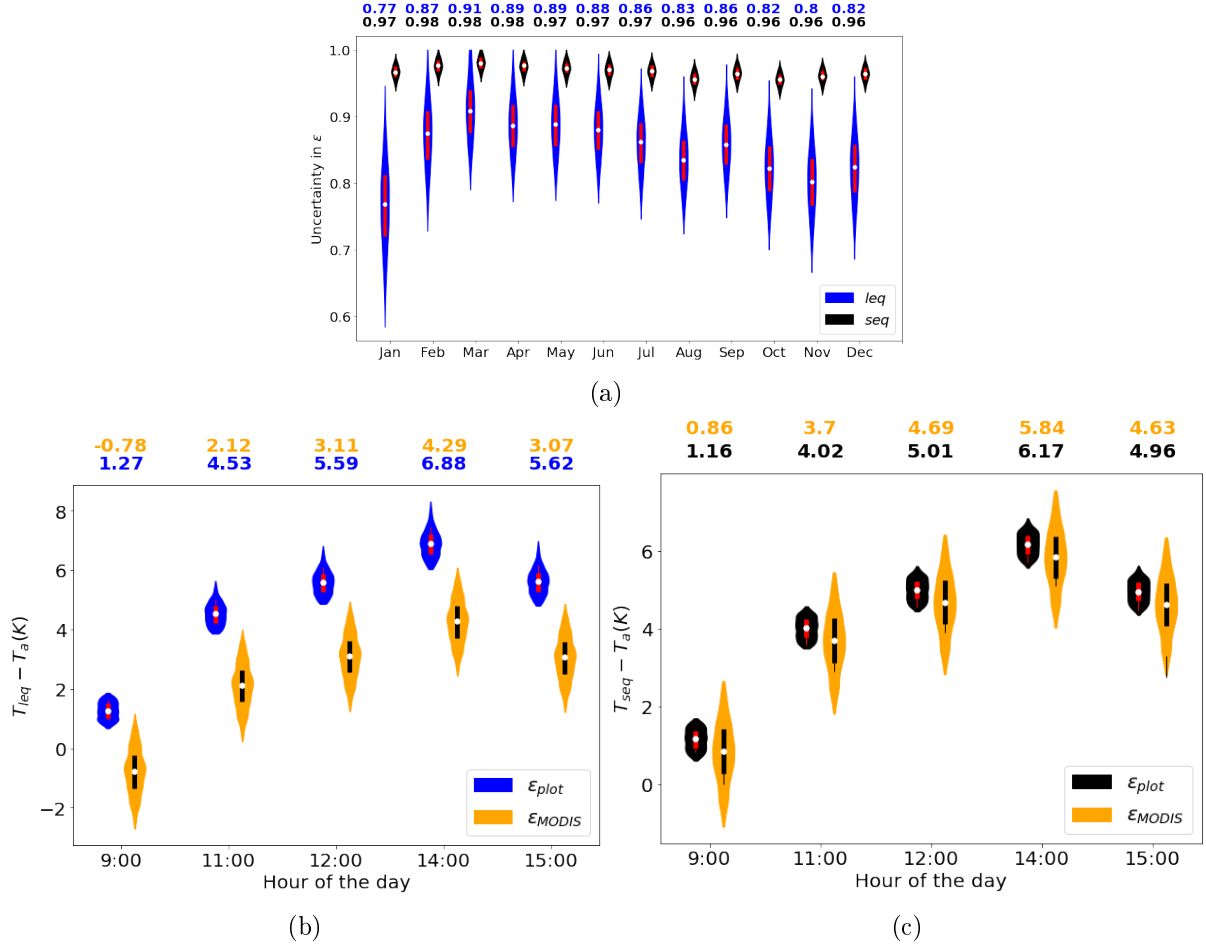 0.77 0.87 0.91 0.89 0.89 0.88 0.86 0.83 0.86 0.82 0.8 0.82
0.97 0.98 0.98 0.98 0.97 0.97 0.97 0.96 0.96 0.96 0.96 0.96
1.0
0.9
0.8
0.7
0.6
Uncertainty in ε
leq
seq
Jan Feb Mar Apr May Jun Jul Aug Sep Oct Nov Dec
(a)
-0.78 2.12 3.11 4.29 3.07
1.27 4.53 5.59 6.88 5.62
8
6
4
2
0
−2
T_leq − T_a(K)
ε_plot
ε_MODIS
9:00 11:00 12:00 14:00 15:00
Hour of the day
(b)
0.86 3.7 4.69 5.84 4.63
1.16 4.02 5.01 6.17 4.96
6
4
2
0
T_seq − T_a(K)
ε_plot
ε_MODIS
9:00 11:00 12:00 14:00 15:00
Hour of the day
(c)